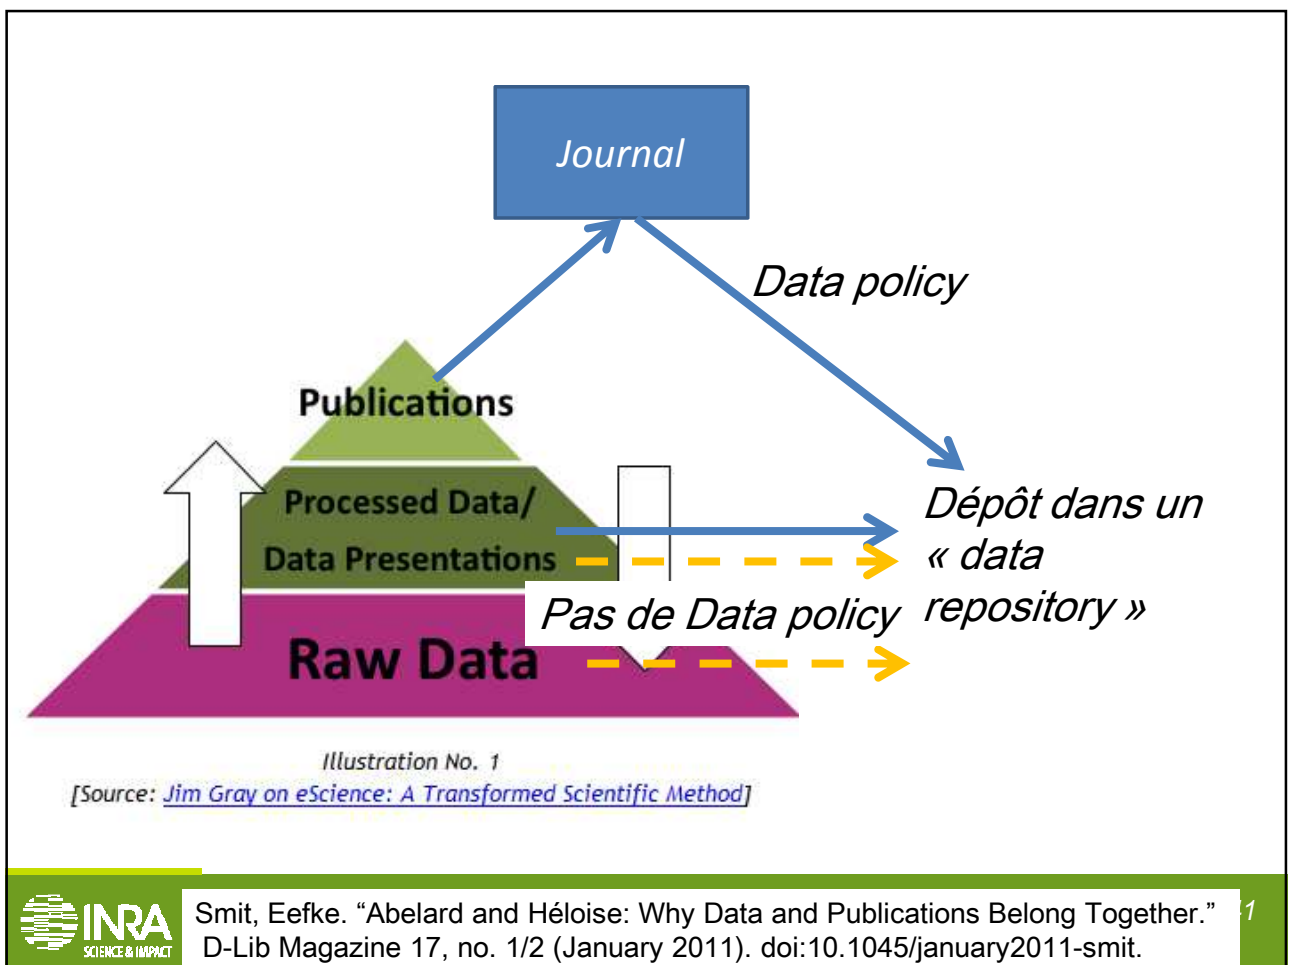 Journal
Data policy
Publications
Processed Data/
Data Presentations
Dépôt dans un
« data
repository »
Pas de Data policy
Raw Data
Illustration No. 1
[Source: Jim Gray on eScience: A Transformed Scientific Method]
INRA
SCIENCE & IMPACT
Smit, Eefke. “Abelard and Héloise: Why Data and Publications Belong Together.”
D-Lib Magazine 17, no. 1/2 (January 2011). doi:10.1045/january2011-smit.